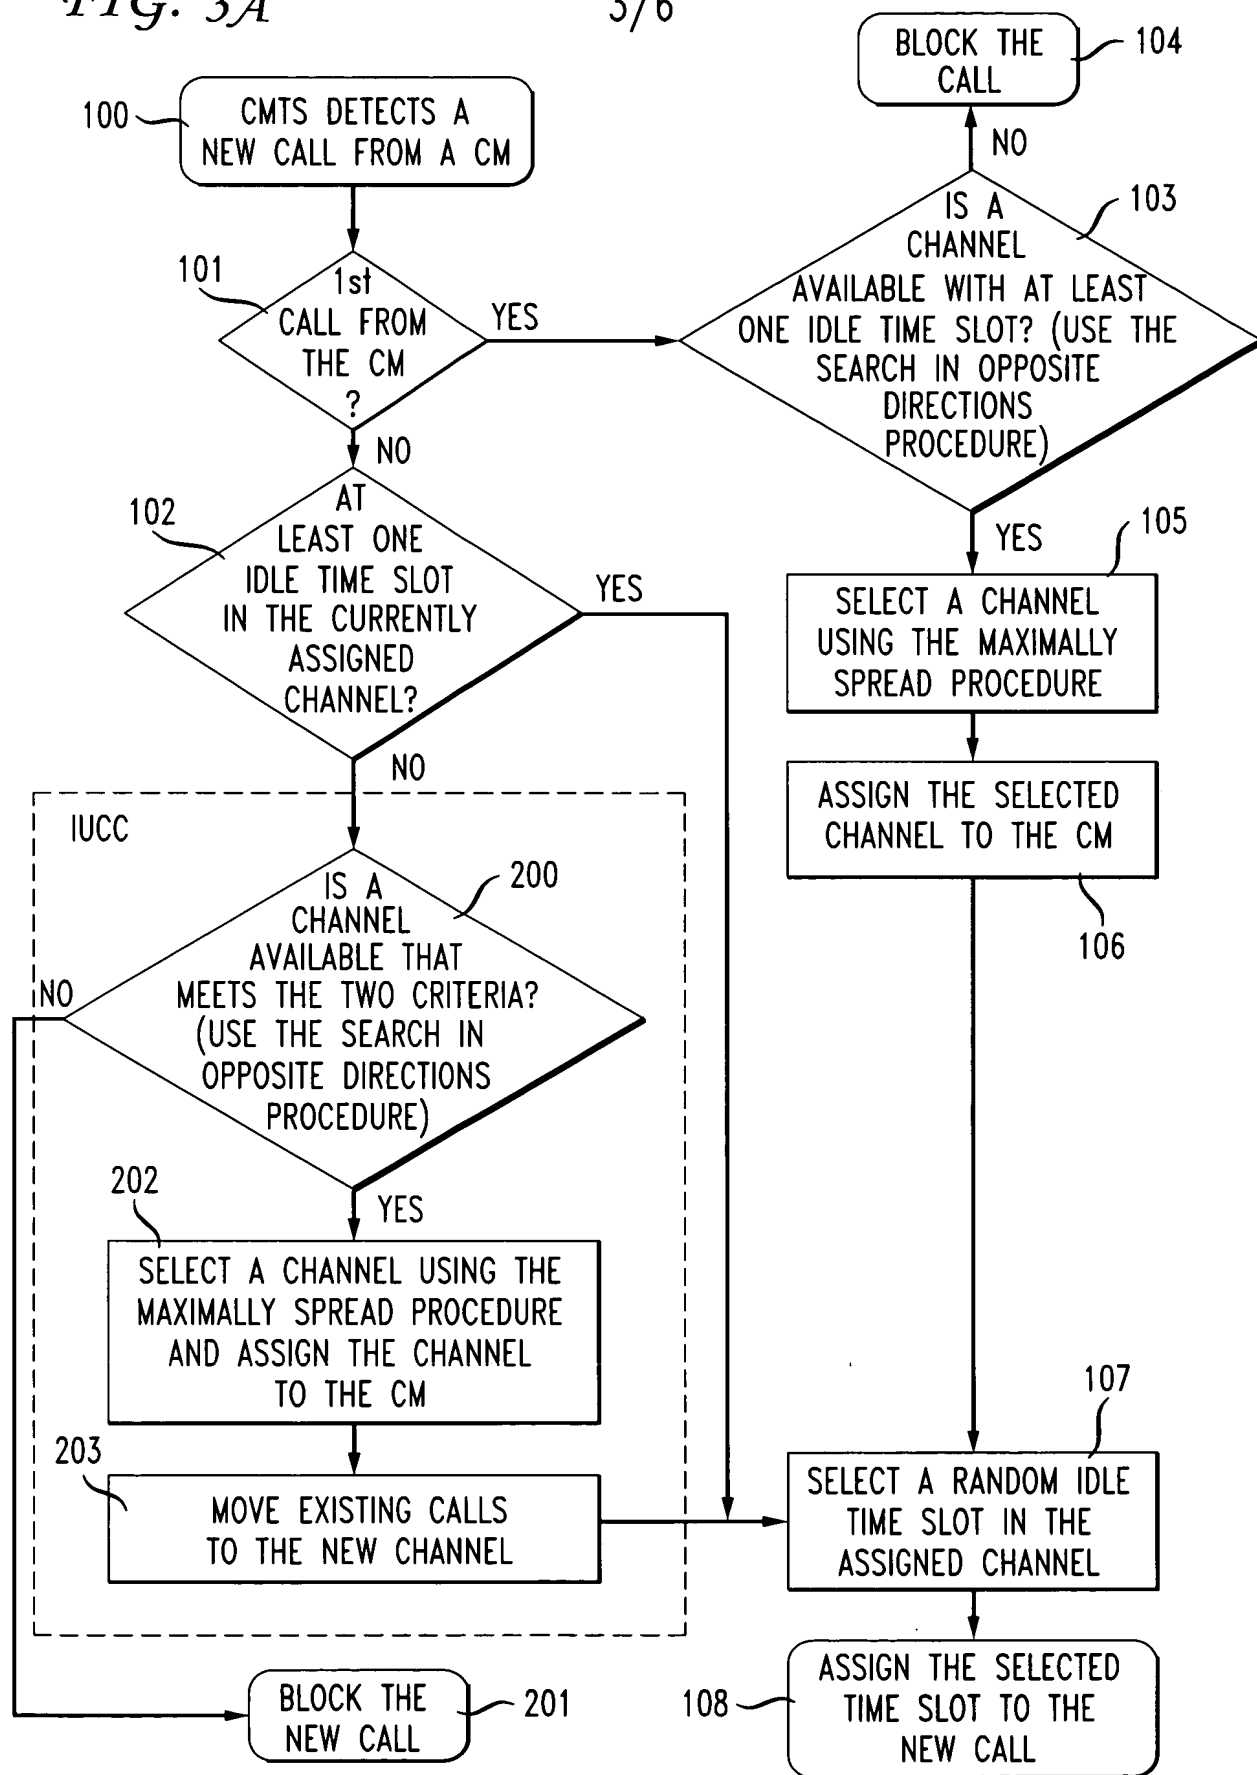 FIG. 3A
3/6
100
CMTS DETECTS A
NEW CALL FROM A CM
101
1st
CALL FROM
THE CM
?
YES
NO
102
AT
LEAST ONE
IDLE TIME SLOT
IN THE CURRENTLY
ASSIGNED
CHANNEL?
YES
NO
IUCC
200
IS A
CHANNEL
AVAILABLE THAT
MEETS THE TWO CRITERIA?
(USE THE SEARCH IN
OPPOSITE DIRECTIONS
PROCEDURE)
NO
YES
202
SELECT A CHANNEL USING THE
MAXIMALLY SPREAD PROCEDURE
AND ASSIGN THE CHANNEL
TO THE CM
203
MOVE EXISTING CALLS
TO THE NEW CHANNEL
BLOCK THE
NEW CALL
201
BLOCK THE
CALL
104
NO
103
IS A
CHANNEL
AVAILABLE WITH AT LEAST
ONE IDLE TIME SLOT? (USE THE
SEARCH IN OPPOSITE
DIRECTIONS
PROCEDURE)
YES
105
SELECT A CHANNEL
USING THE MAXIMALLY
SPREAD PROCEDURE
ASSIGN THE SELECTED
CHANNEL TO THE CM
106
107
SELECT A RANDOM IDLE
TIME SLOT IN THE
ASSIGNED CHANNEL
108
ASSIGN THE SELECTED
TIME SLOT TO THE
NEW CALL